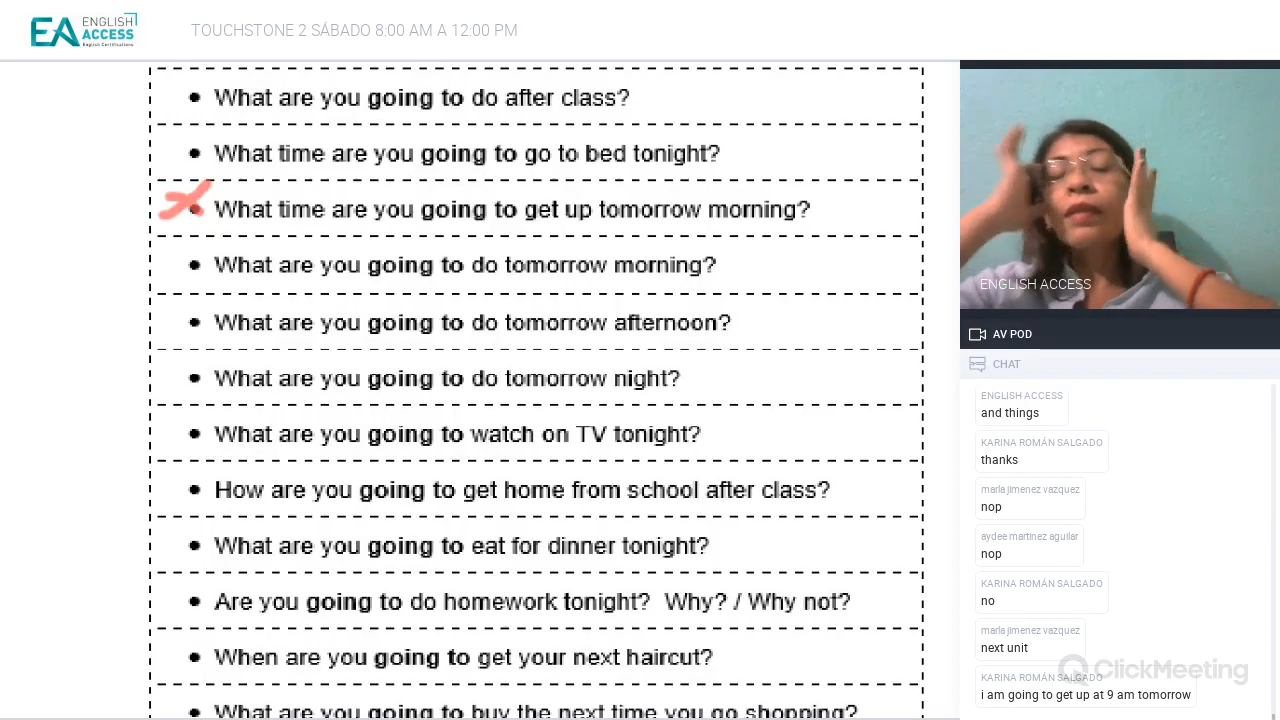 EA ENGLISH
ACCESS
English Certifications
TOUCHSTONE 2 SÁBADO 8:00 AM A 12:00 PM
• What are you going to do after class?
• What time are you going to go to bed tonight?
• What time are you going to get up tomorrow morning?
• What are you going to do tomorrow morning?
• What are you going to do tomorrow afternoon?
• What are you going to do tomorrow night?
• What are you going to watch on TV tonight?
• How are you going to get home from school after class?
• What are you going to eat for dinner tonight?
• Are you going to do homework tonight? Why? / Why not?
• When are you going to get your next haircut?
• What are you going to buy the next time you go shopping?
ENGLISH ACCESS
AV POD
CHAT
ENGLISH ACCESS
and things
KARINA ROMÁN SALGADO
thanks
marla jimenez vazquez
nop
aydee martinez aguilar
nop
KARINA ROMÁN SALGADO
no
marla jimenez vazquez
next unit
KARINA ROMÁN SALGADO
i am going to get up at 9 am tomorrow
ClickMeeting